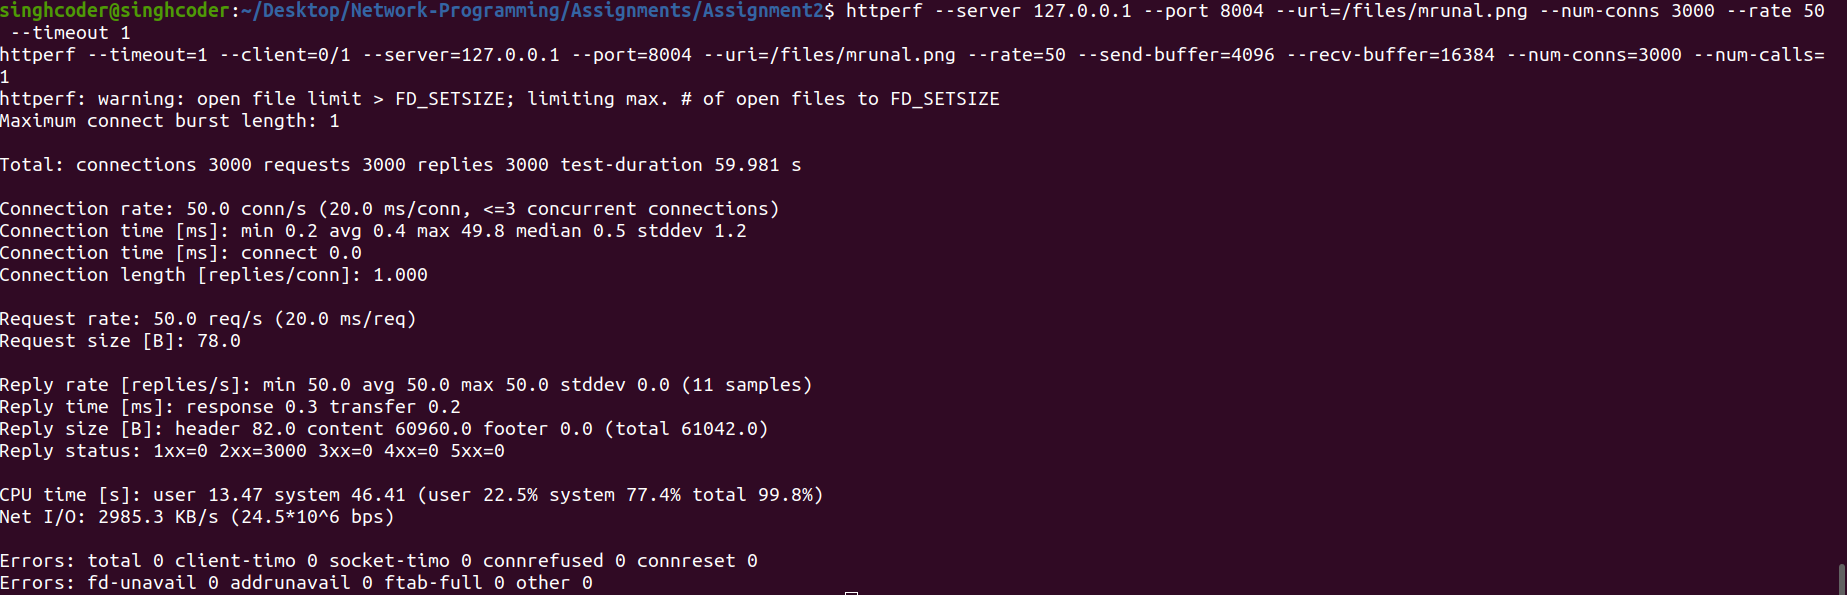 singhcoder@singhcoder:~/Desktop/Network-Programming/Assignments/Assignment2$ httperf --server 127.0.0.1 --port 8004 --uri=/files/mrunal.png --num-conns 3000 --rate 50
 --timeout 1
httperf --timeout=1 --client=0/1 --server=127.0.0.1 --port=8004 --uri=/files/mrunal.png --rate=50 --send-buffer=4096 --recv-buffer=16384 --num-conns=3000 --num-calls=
1
httperf: warning: open file limit > FD_SETSIZE; limiting max. # of open files to FD_SETSIZE
Maximum connect burst length: 1

Total: connections 3000 requests 3000 replies 3000 test-duration 59.981 s

Connection rate: 50.0 conn/s (20.0 ms/conn, <=3 concurrent connections)
Connection time [ms]: min 0.2 avg 0.4 max 49.8 median 0.5 stddev 1.2
Connection time [ms]: connect 0.0
Connection length [replies/conn]: 1.000

Request rate: 50.0 req/s (20.0 ms/req)
Request size [B]: 78.0

Reply rate [replies/s]: min 50.0 avg 50.0 max 50.0 stddev 0.0 (11 samples)
Reply time [ms]: response 0.3 transfer 0.2
Reply size [B]: header 82.0 content 60960.0 footer 0.0 (total 61042.0)
Reply status: 1xx=0 2xx=3000 3xx=0 4xx=0 5xx=0

CPU time [s]: user 13.47 system 46.41 (user 22.5% system 77.4% total 99.8%)
Net I/O: 2985.3 KB/s (24.5*10^6 bps)

Errors: total 0 client-timo 0 socket-timo 0 connrefused 0 connreset 0
Errors: fd-unavail 0 addrunavail 0 ftab-full 0 other 0